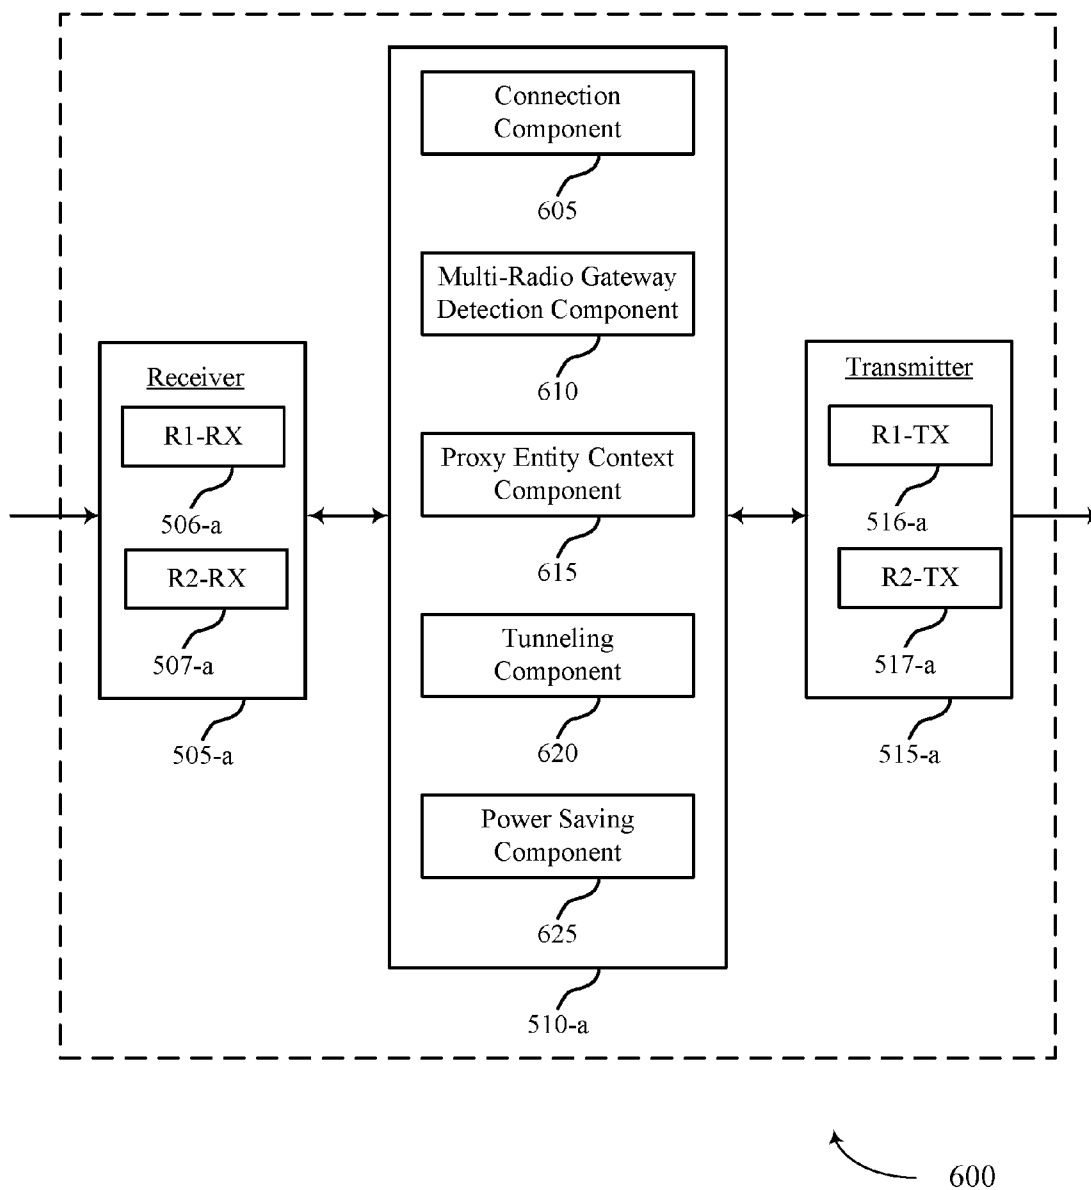 Connection
Component
605
Multi-Radio Gateway
Detection Component
610
Proxy Entity Context
Component
615
Tunneling
Component
620
Power Saving
Component
625
510-a
Receiver
R1-RX
506-a
R2-RX
507-a
505-a
Transmitter
R1-TX
516-a
R2-TX
517-a
515-a
600